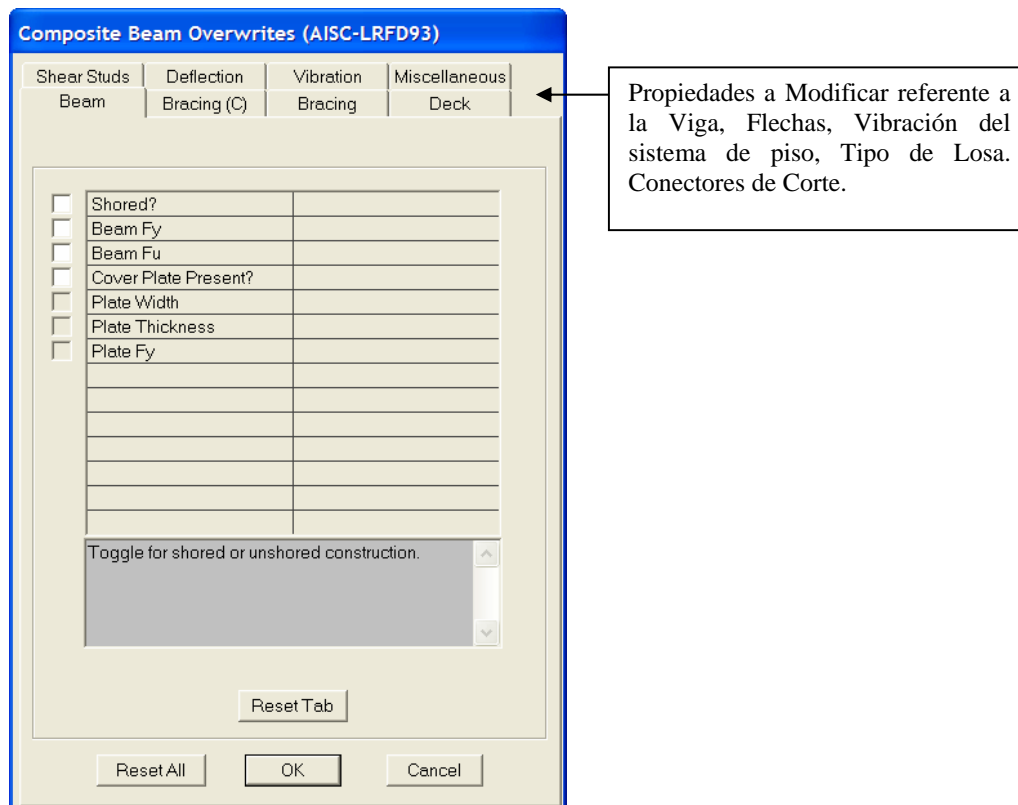 Composite Beam Overwrites (AISC-LRFD93)
Shear Studs Deflection Vibration Miscellaneous
Beam Bracing (C) Bracing Deck
Propiedades a Modificar referente a
la Viga, Flechas, Vibración del
sistema de piso, Tipo de Losa.
Conectores de Corte.
Shored?
Beam Fy
Beam Fu
Cover Plate Present?
Plate Width
Plate Thickness
Plate Fy
Toggle for shored or unshored construction.
Reset Tab
Reset All OK Cancel